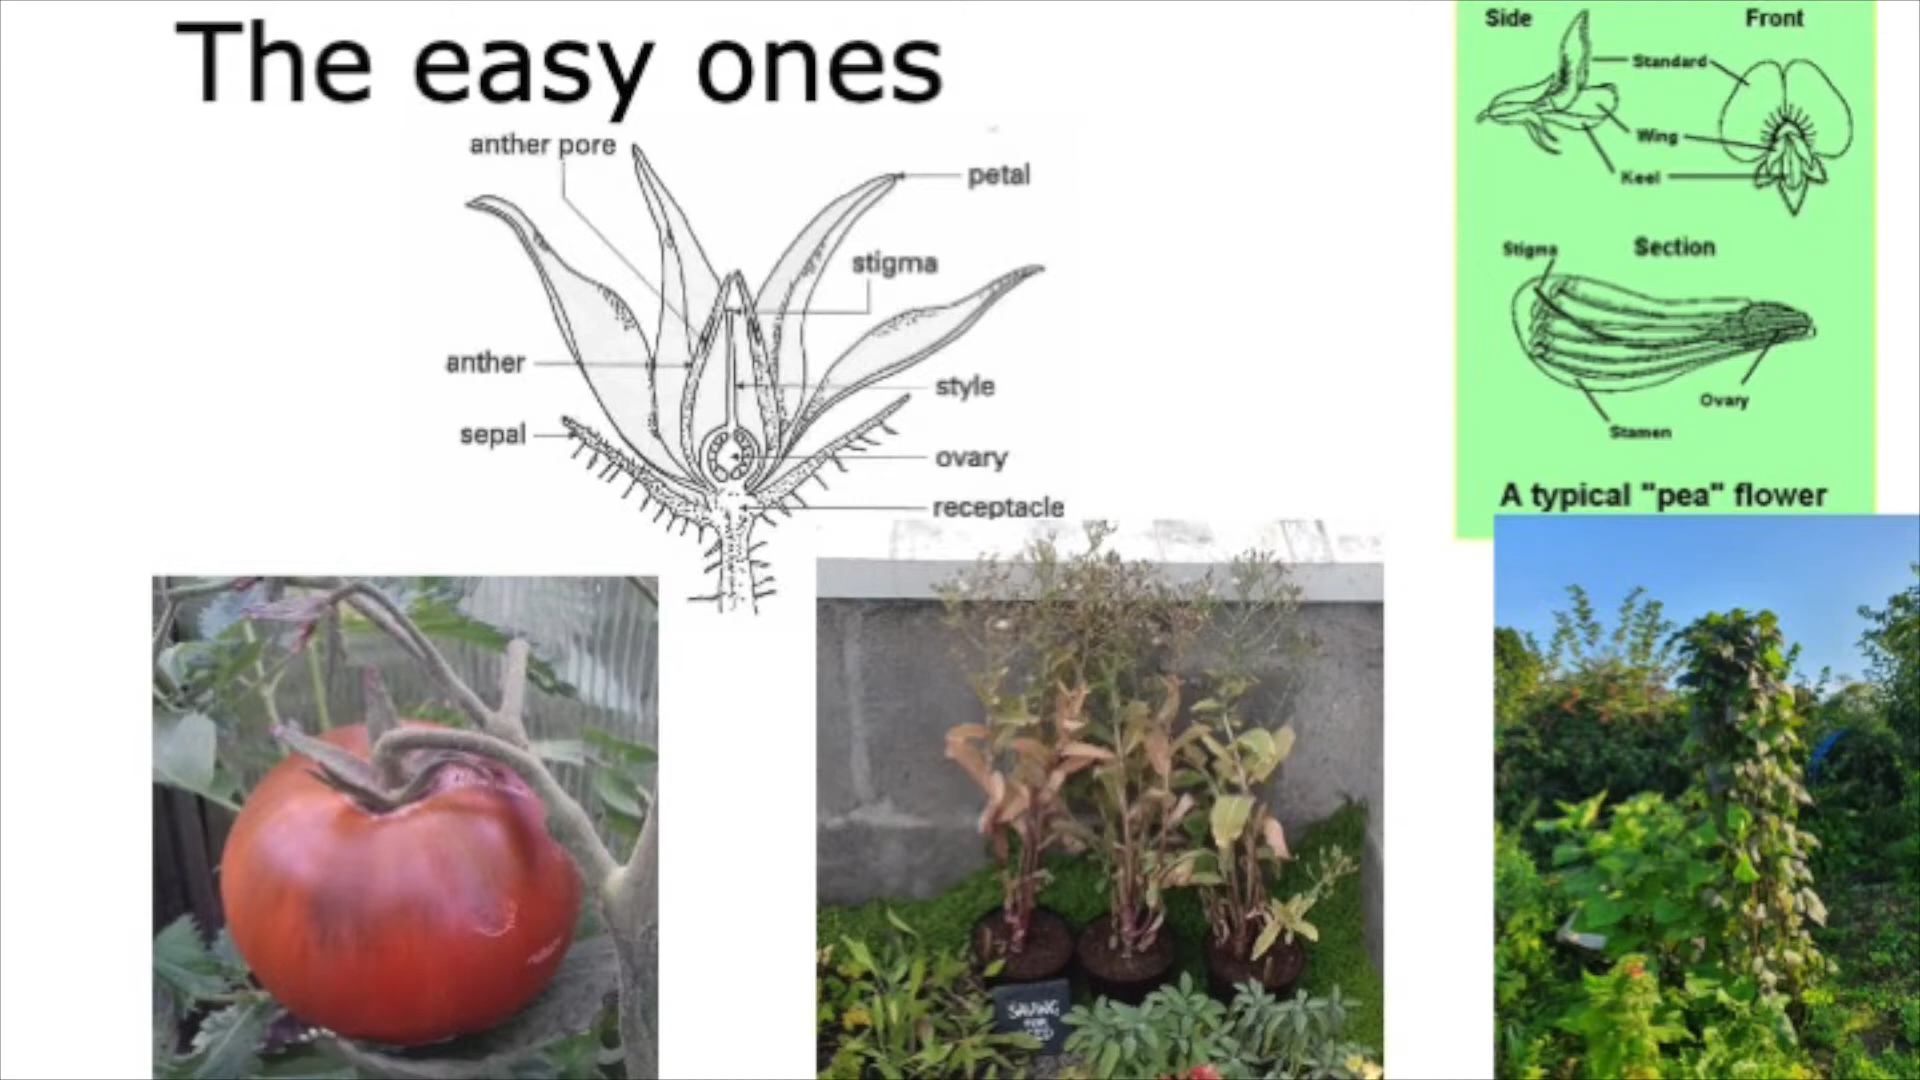 The easy ones
anther pore
petal
stigma
anther
style
sepal
ovary
receptacle
Side
Front
Standard
Wing
Keel
Stigma
Section
Ovary
Stamen
A typical "pea" flower
SAVING
FOR
SEED